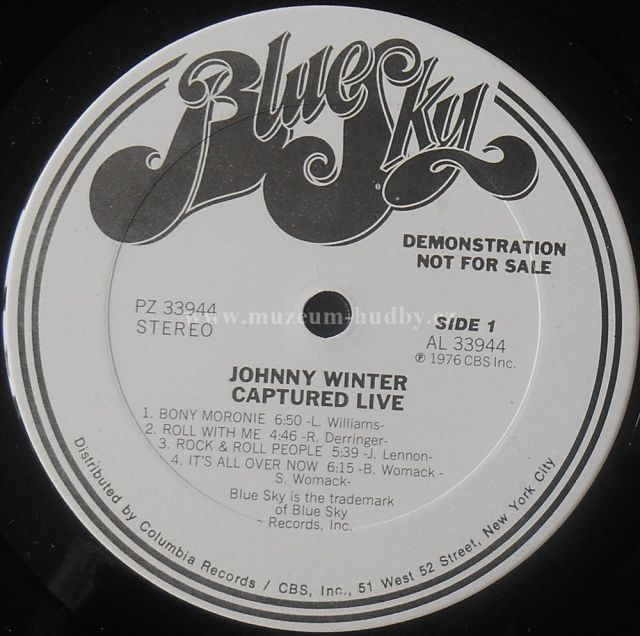 Blue Sky
DEMONSTRATION
NOT FOR SALE
PZ 33944
STEREO
www.muzeum-hudby.cz
SIDE 1
AL 33944
℗ 1976 CBS Inc.
JOHNNY WINTER
CAPTURED LIVE
1. BONY MORONIE 6:50 -L. Williams-
2. ROLL WITH ME 4:46 -R. Derringer-
3. ROCK & ROLL PEOPLE 5:39 -J. Lennon-
4. IT'S ALL OVER NOW 6:15 -B. Womack -
S. Womack-
Blue Sky is the trademark
of Blue Sky
Records, Inc.
Distributed by Columbia Records / CBS, Inc., 51 West 52 Street, New York City